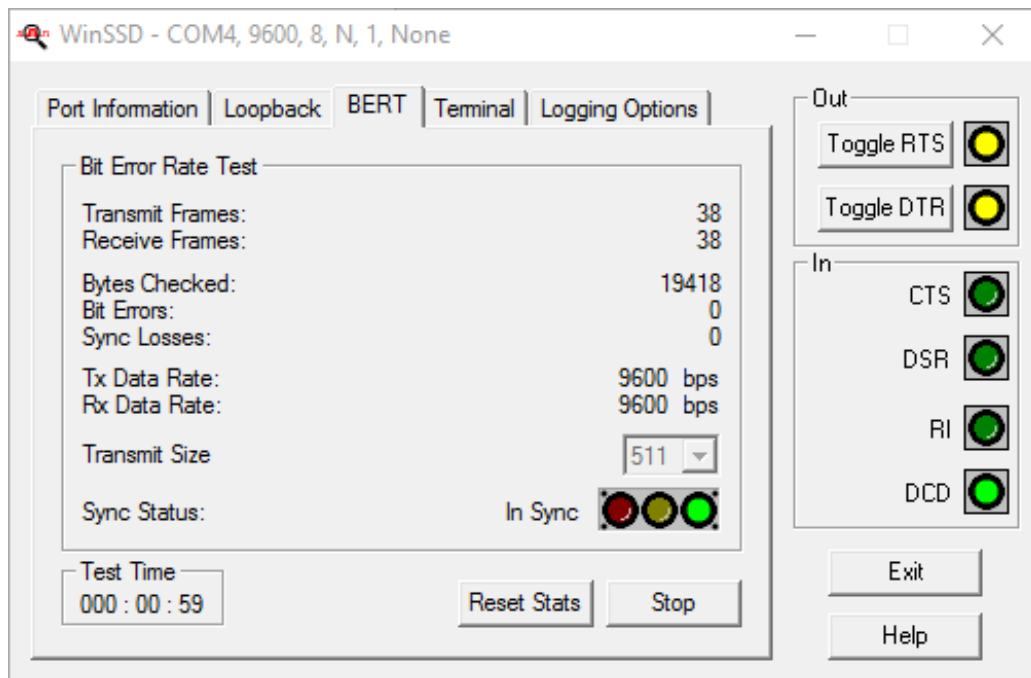 WinSSD - COM4, 9600, 8, N, 1, None
Port Information Loopback BERT Terminal Logging Options
Bit Error Rate Test
Transmit Frames: 38
Receive Frames: 38
Bytes Checked: 19418
Bit Errors: 0
Sync Losses: 0
Tx Data Rate: 9600 bps
Rx Data Rate: 9600 bps
Transmit Size 511
Sync Status: In Sync
Test Time
000 : 00 : 59
Reset Stats Stop
Out
Toggle RTS
Toggle DTR
In
CTS
DSR
RI
DCD
Exit
Help